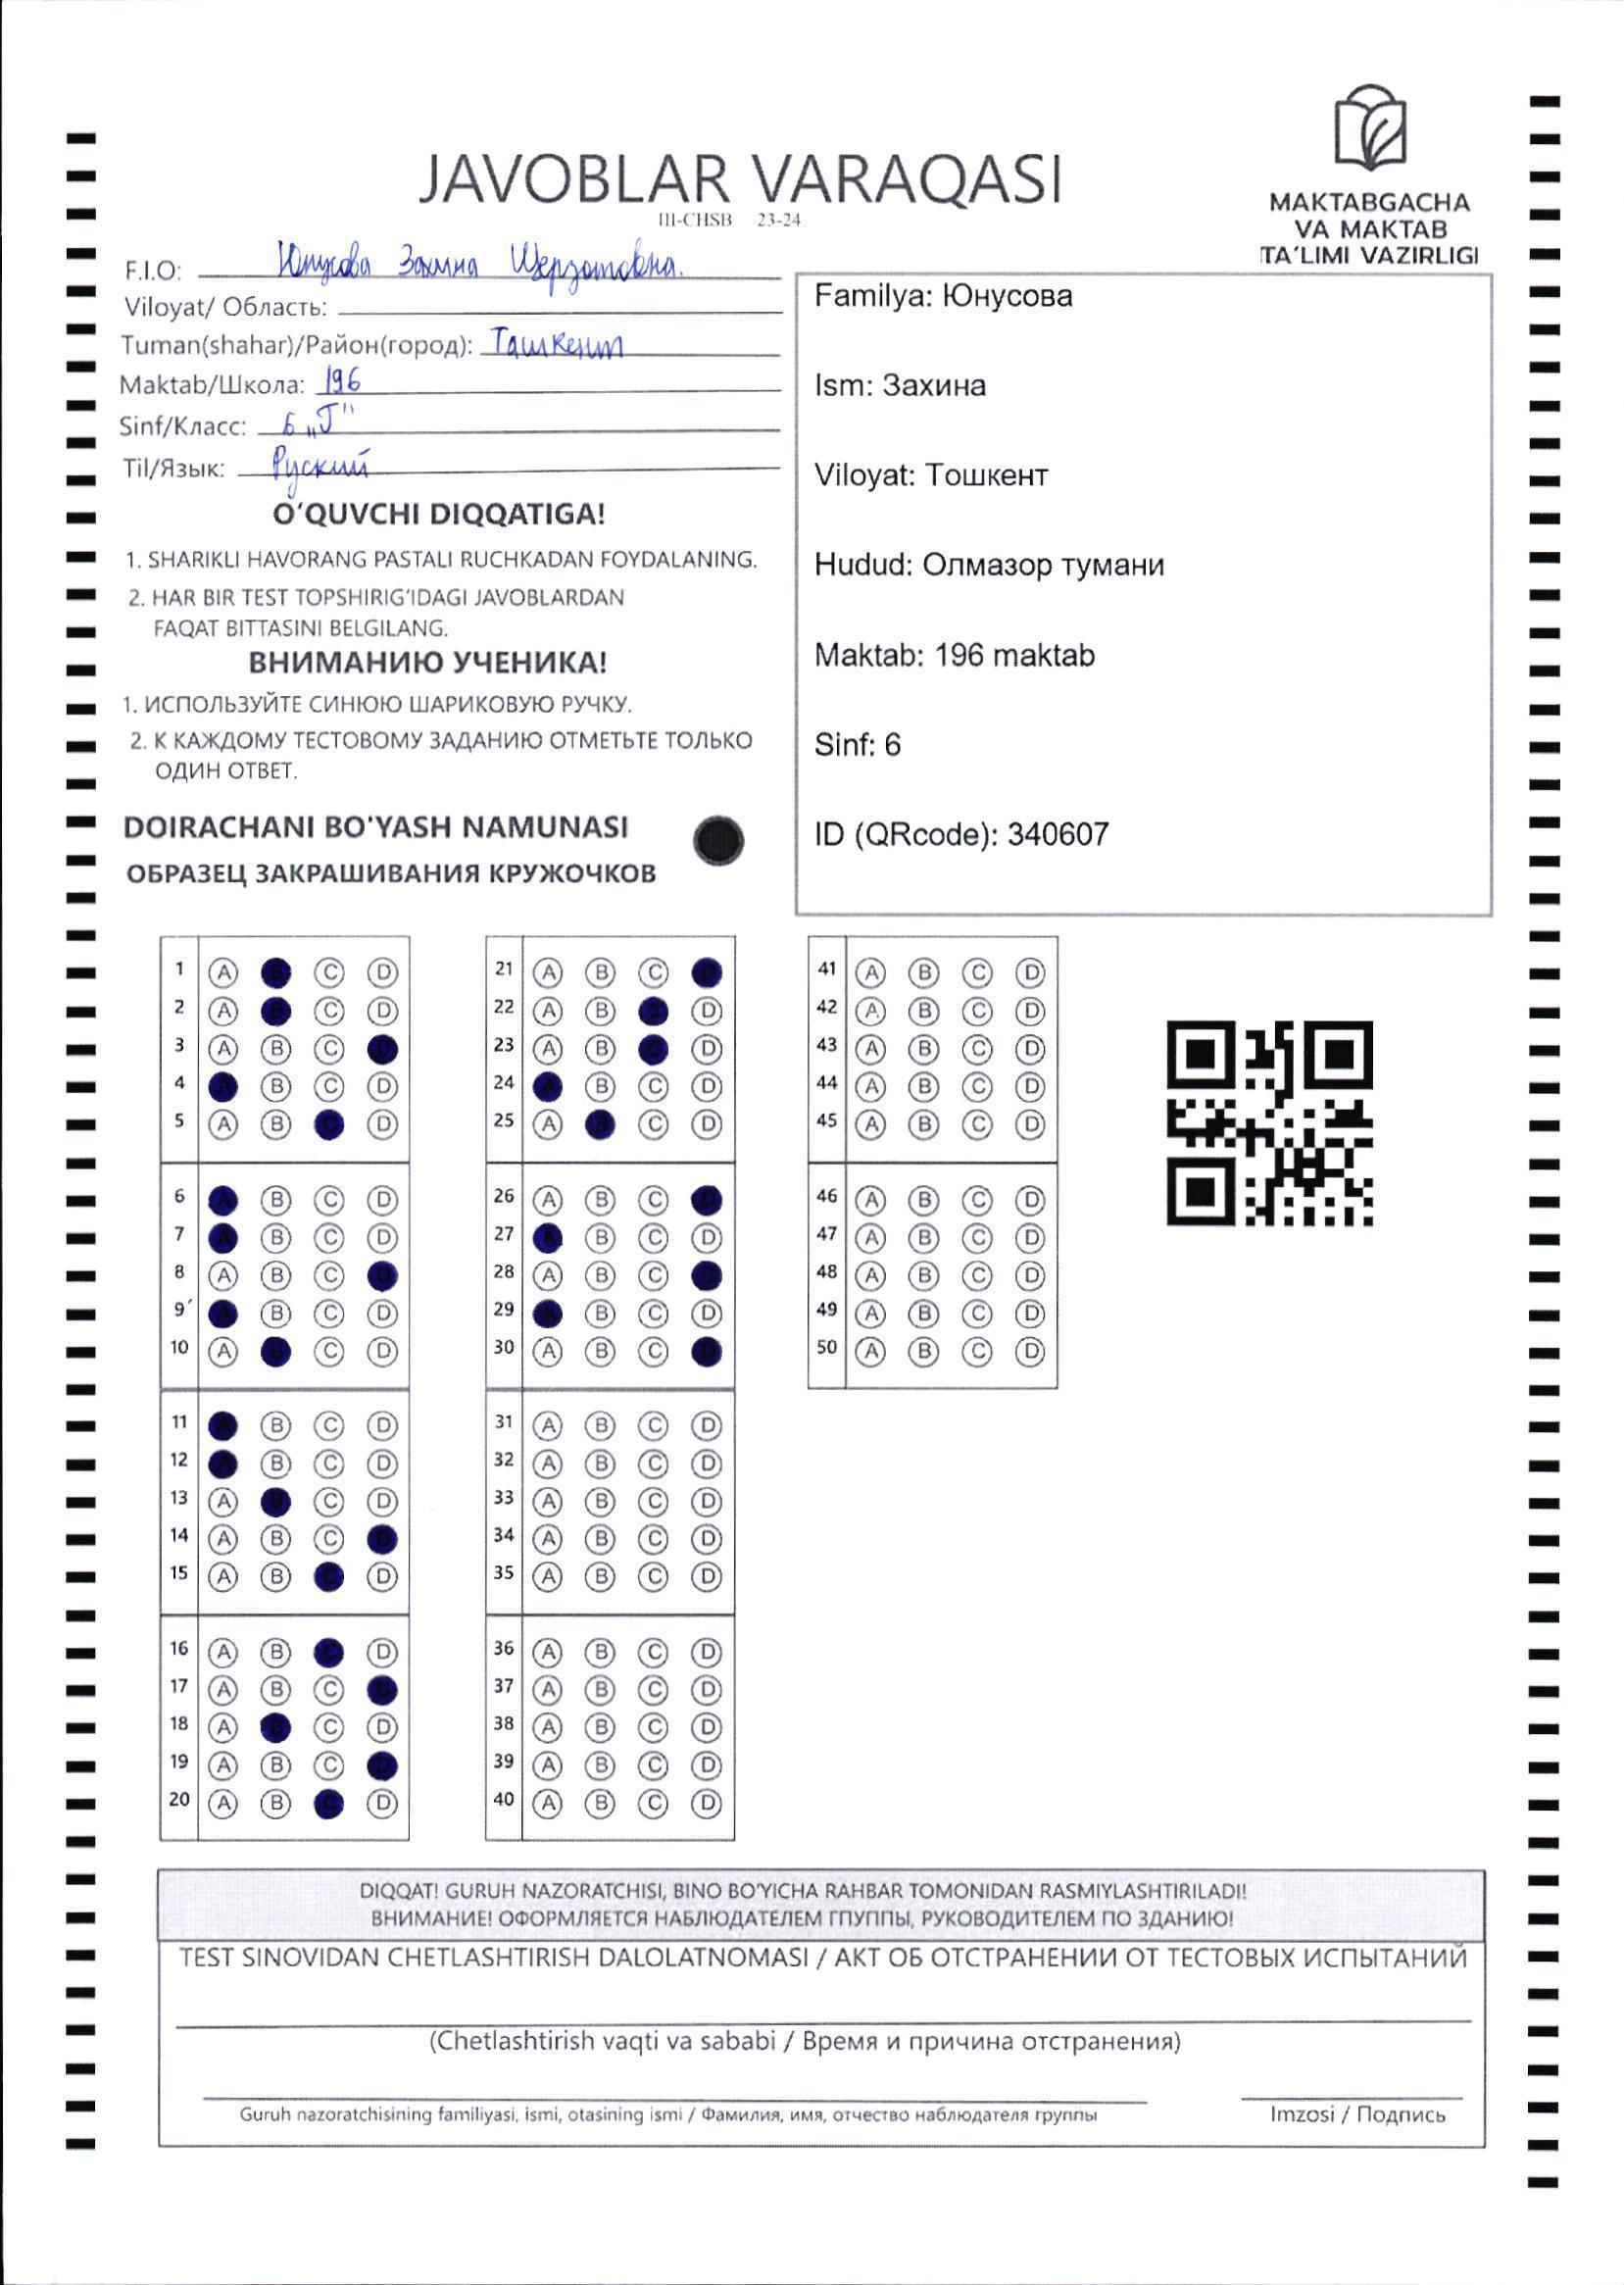 JAVOBLAR VARAQASI
III-CHSB 23-24
MAKTABGACHA
VA MAKTAB
TA'LIMI VAZIRLIGI
F.I.O: Юнусова Захина Шерзотовна.
Viloyat/ Область:
Tuman(shahar)/Район(город): Ташкент
Maktab/Школа: 196
Sinf/Класс: 6 „Г"
Til/Язык: Руский
O'QUVCHI DIQQATIGA!
1. SHARIKLI HAVORANG PASTALI RUCHKADAN FOYDALANING.
2. HAR BIR TEST TOPSHIRIG'IDAGI JAVOBLARDAN
FAQAT BITTASINI BELGILANG.
ВНИМАНИЮ УЧЕНИКА!
1. ИСПОЛЬЗУЙТЕ СИНЮЮ ШАРИКОВУЮ РУЧКУ.
2. К КАЖДОМУ ТЕСТОВОМУ ЗАДАНИЮ ОТМЕТЬТЕ ТОЛЬКО
ОДИН ОТВЕТ.
DOIRACHANI BO'YASH NAMUNASI
ОБРАЗЕЦ ЗАКРАШИВАНИЯ КРУЖОЧКОВ
Familya: Юнусова
Ism: Захина
Viloyat: Тошкент
Hudud: Олмазор тумани
Maktab: 196 maktab
Sinf: 6
ID (QRcode): 340607
1 A B C D
2 A B C D
3 A B C D
4 A B C D
5 A B C D
6 A B C D
7 A B C D
8 A B C D
9 A B C D
10 A B C D
11 A B C D
12 A B C D
13 A B C D
14 A B C D
15 A B C D
16 A B C D
17 A B C D
18 A B C D
19 A B C D
20 A B C D
21 A B C D
22 A B C D
23 A B C D
24 A B C D
25 A B C D
26 A B C D
27 A B C D
28 A B C D
29 A B C D
30 A B C D
31 A B C D
32 A B C D
33 A B C D
34 A B C D
35 A B C D
36 A B C D
37 A B C D
38 A B C D
39 A B C D
40 A B C D
41 A B C D
42 A B C D
43 A B C D
44 A B C D
45 A B C D
46 A B C D
47 A B C D
48 A B C D
49 A B C D
50 A B C D
DIQQAT! GURUH NAZORATCHISI, BINO BO'YICHA RAHBAR TOMONIDAN RASMIYLASHTIRILADI!
ВНИМАНИЕ! ОФОРМЛЯЕТСЯ НАБЛЮДАТЕЛЕМ ГПУППЫ, РУКОВОДИТЕЛЕМ ПО ЗДАНИЮ!
TEST SINOVIDAN CHETLASHTIRISH DALOLATNOMASI / АКТ ОБ ОТСТРАНЕНИИ ОТ ТЕСТОВЫХ ИСПЫТАНИЙ
(Chetlashtirish vaqti va sababi / Время и причина отстранения)
Guruh nazoratchisining familiyasi, ismi, otasining ismi / Фамилия, имя, отчество наблюдателя группы
Imzosi / Подпись